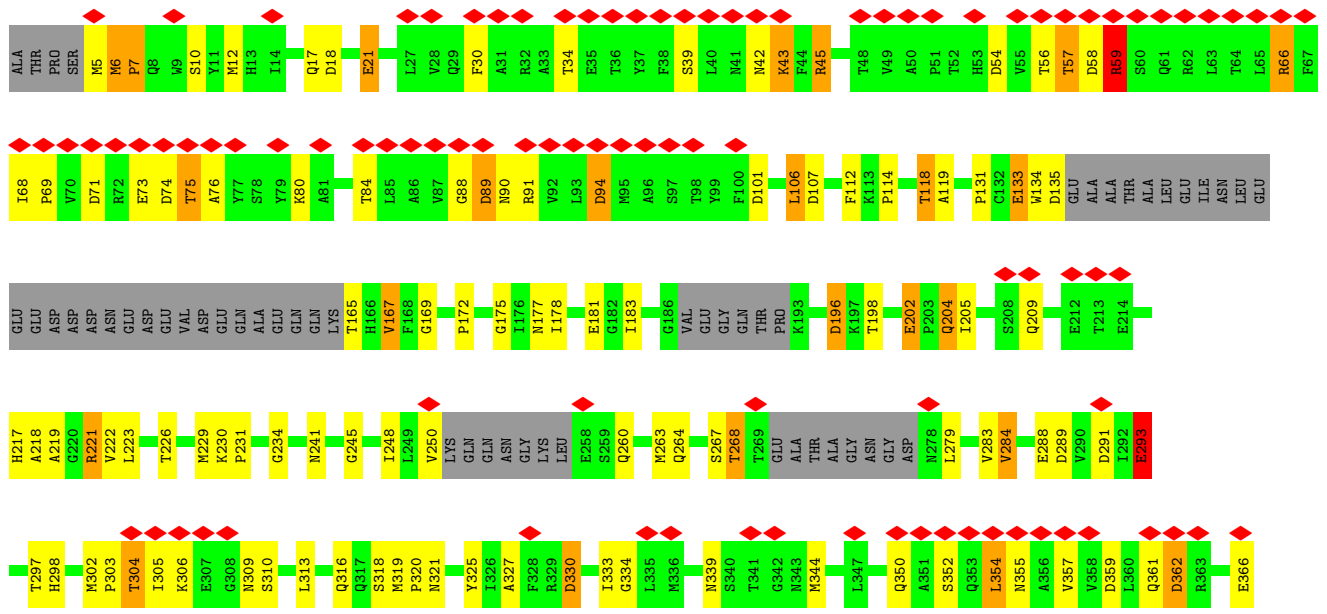 ALA THR PRO SER M5 M6 P7 Q8 W9 S10 Y11 M12 H13 I14 Q17 D18 E21 L27 V28 Q29 F30 A31 R32 A33 T34 E35 T36 Y37 F38 S39 L40 N41 N42 K43 F44 R45 T48 V49 A50 P51 T52 H53 D54 V55 T56 T57 D58 R59 S60 Q61 R62 L63 T64 L65 R66 F67
I68 P69 V70 D71 R72 E73 D74 T75 A76 Y77 S78 Y79 K80 A81 T84 L85 A86 V87 G88 D89 N90 R91 V92 L93 D94 M95 A96 S97 T98 Y99 F100 D101 L106 D107 F112 K113 P114 T118 A119 P131 C132 E133 W134 D135 GLU ALA ALA THR ALA LEU GLU ILE ASN LEU GLU
GLU GLU ASP ASP ASP ASN GLU ASP GLU VAL ASP GLU GLN ALA GLU GLN GLN LYS T165 H166 V167 F168 G169 P172 G175 I176 N177 I178 E181 G182 I183 G186 VAL GLU GLY GLN THR PRO K193 D196 K197 T198 E202 P203 Q204 I205 S208 Q209 E212 T213 E214
H217 A218 A219 G220 R221 V222 L223 T226 M229 K230 P231 G234 N241 G245 I248 L249 V250 LYS GLN GLN ASN GLY LYS LEU E258 S259 Q260 M263 Q264 S267 T268 T269 GLU ALA THR ALA GLY ASN GLY ASP N278 L279 V283 V284 E288 D289 V290 D291 I292 E293
T297 H298 M302 P303 T304 I305 K306 E307 G308 N309 S310 L313 Q316 Q317 S318 M319 P320 N321 Y325 I326 A327 F328 R329 D330 I333 G334 L335 M336 N339 S340 T341 G342 N343 M344 L347 Q350 A351 S352 Q353 L354 N355 A356 V357 V358 D359 L360 Q361 D362 R363 E366